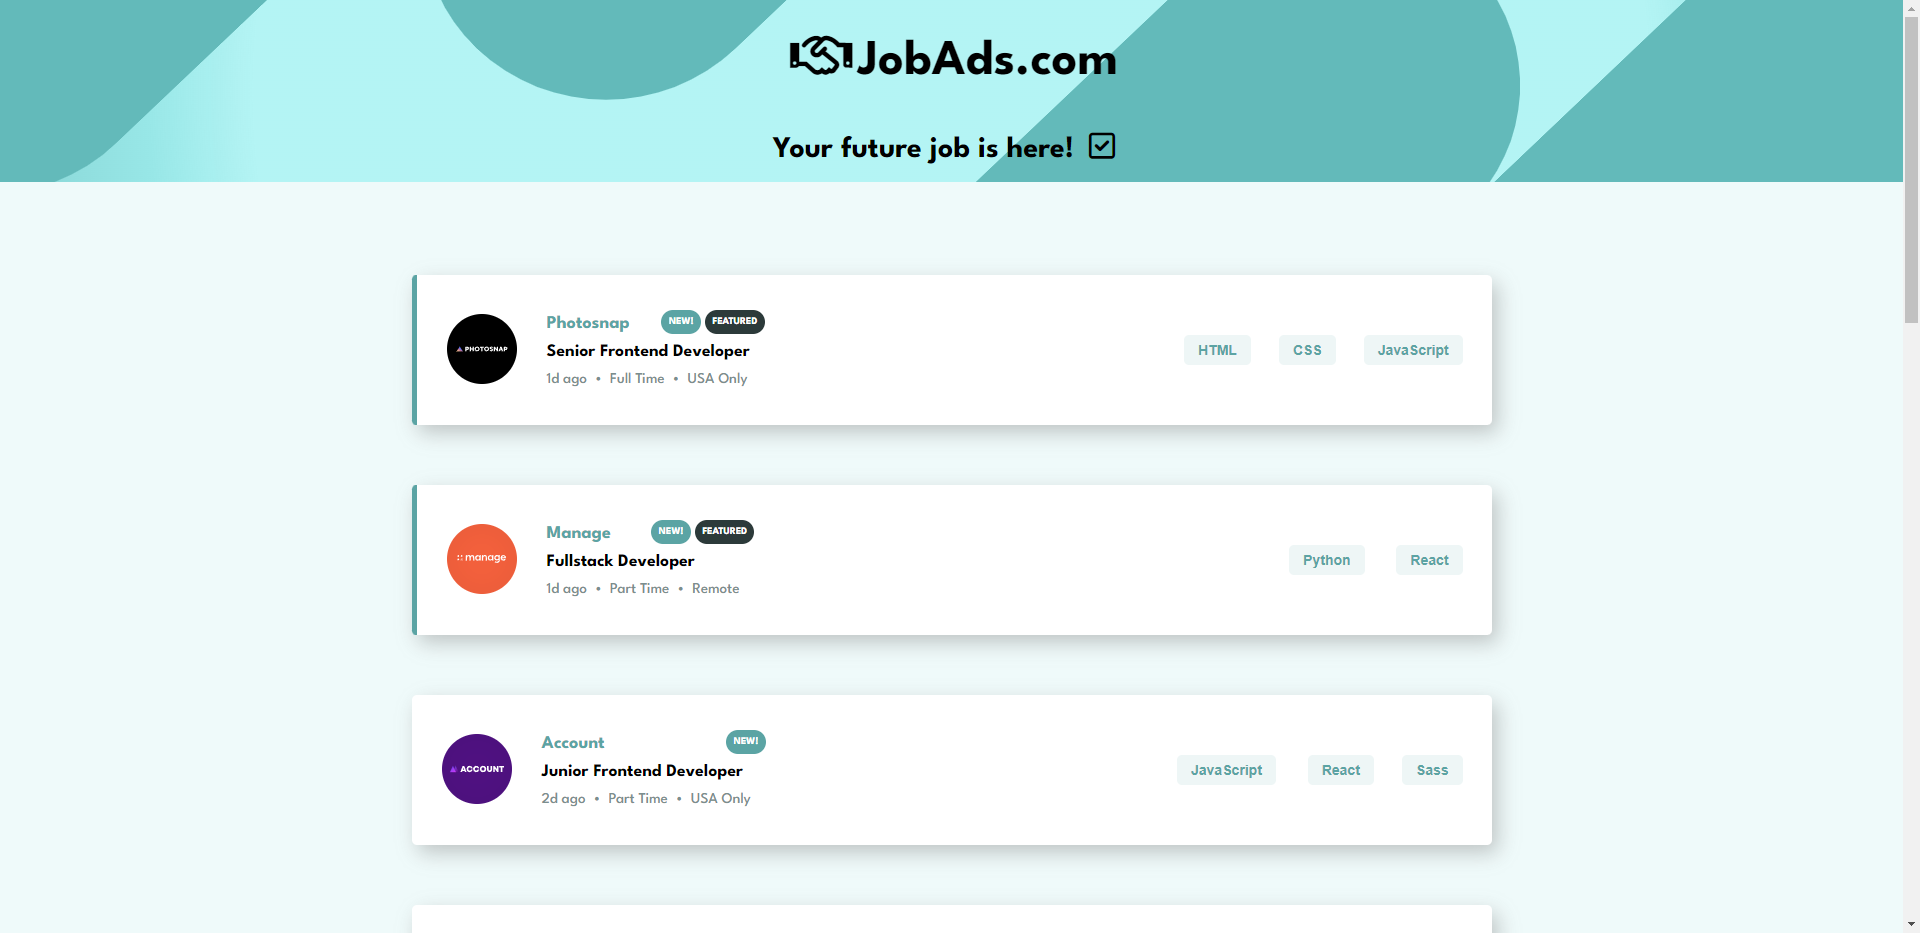 JobAds.com
Your future job is here!
PHOTOSNAP
Photosnap NEW! FEATURED
Senior Frontend Developer
1d ago • Full Time • USA Only
HTML CSS JavaScript
:: manage
Manage NEW! FEATURED
Fullstack Developer
1d ago • Part Time • Remote
Python React
ACCOUNT
Account NEW!
Junior Frontend Developer
2d ago • Part Time • USA Only
JavaScript React Sass